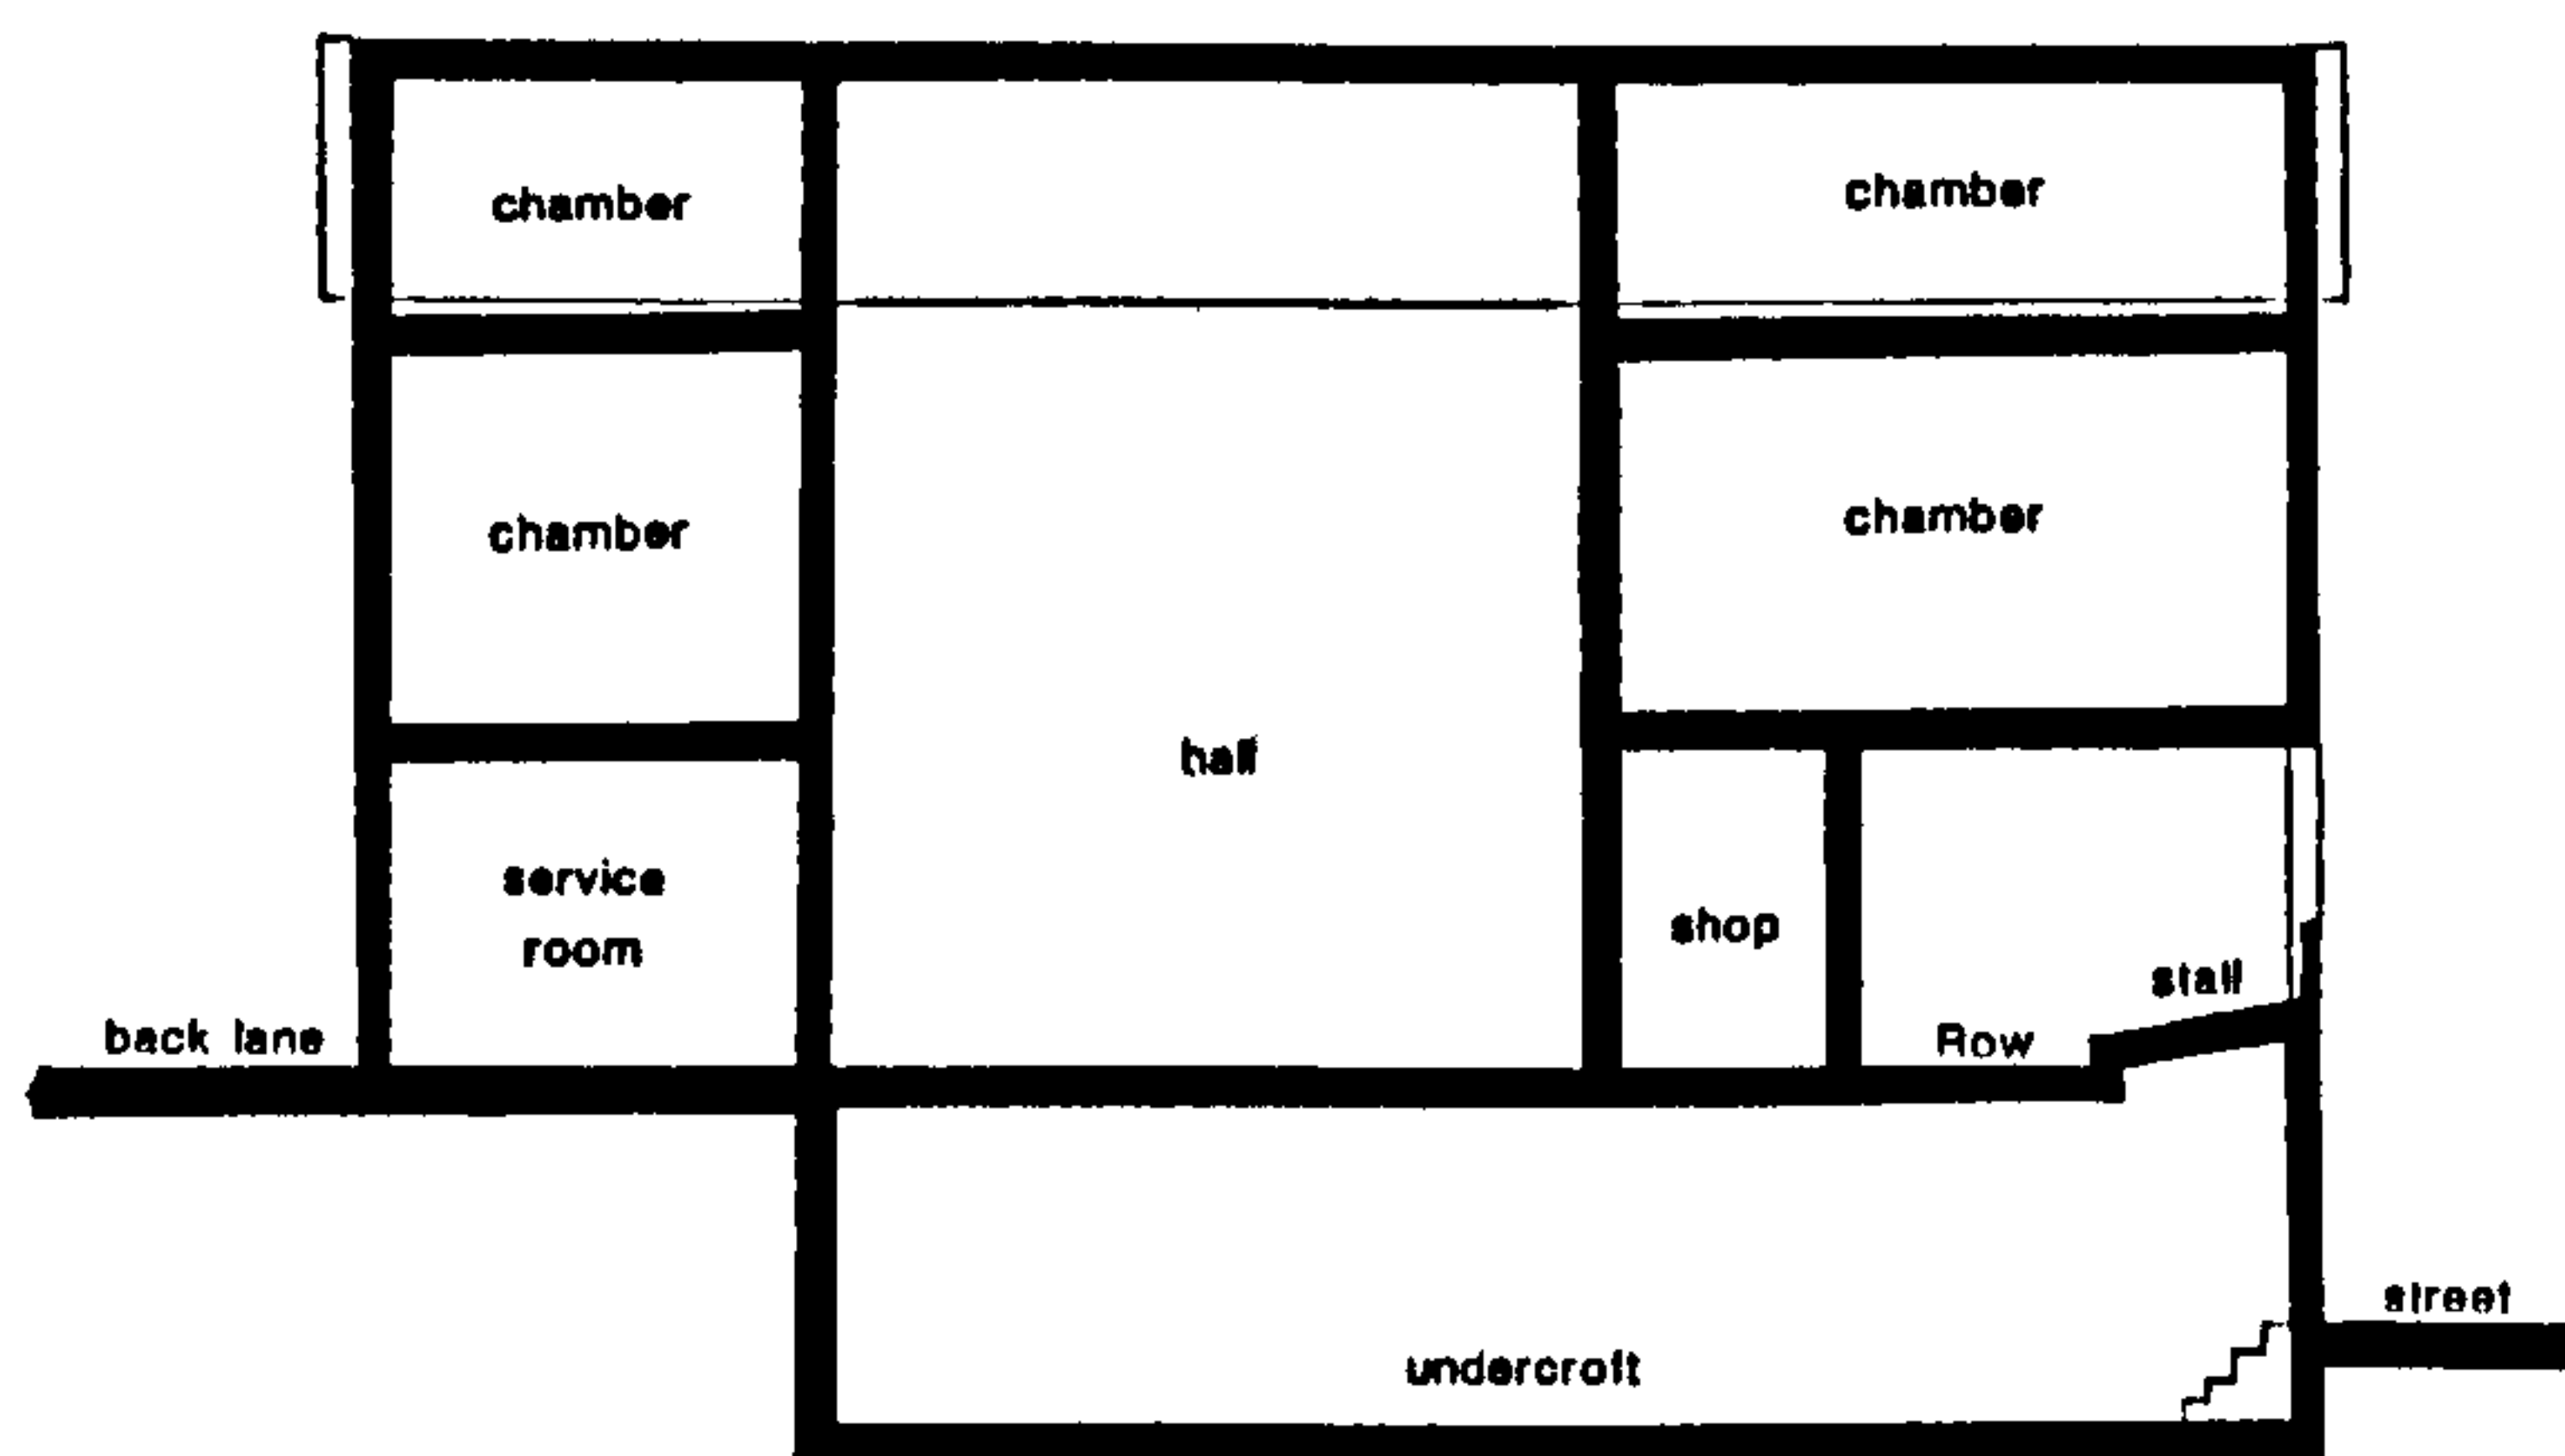 chamber
chamber
chamber
chamber
hall
service
room
shop
stall
back lane
Row
street
undercroft